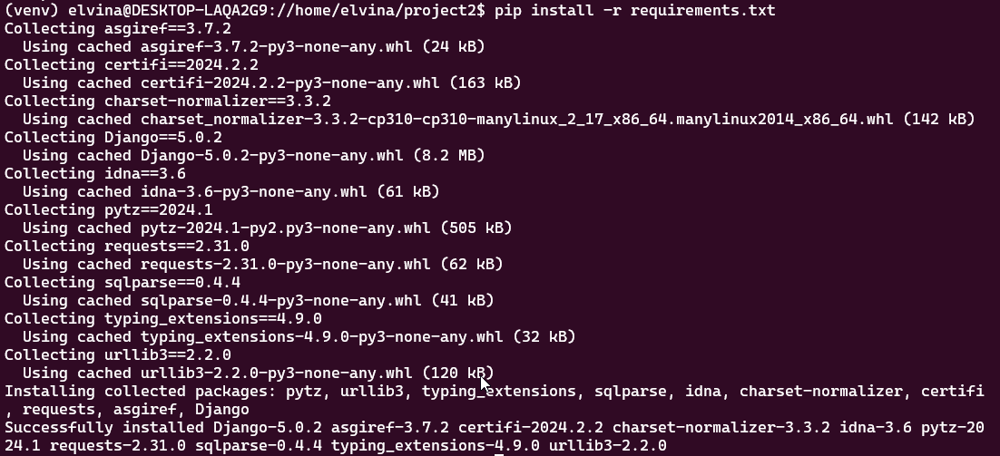 (venv) elvina@DESKTOP-LAQA2G9://home/elvina/project2$ pip install -r requirements.txt
Collecting asgiref==3.7.2
  Using cached asgiref-3.7.2-py3-none-any.whl (24 kB)
Collecting certifi==2024.2.2
  Using cached certifi-2024.2.2-py3-none-any.whl (163 kB)
Collecting charset-normalizer==3.3.2
  Using cached charset_normalizer-3.3.2-cp310-cp310-manylinux_2_17_x86_64.manylinux2014_x86_64.whl (142 kB)
Collecting Django==5.0.2
  Using cached Django-5.0.2-py3-none-any.whl (8.2 MB)
Collecting idna==3.6
  Using cached idna-3.6-py3-none-any.whl (61 kB)
Collecting pytz==2024.1
  Using cached pytz-2024.1-py2.py3-none-any.whl (505 kB)
Collecting requests==2.31.0
  Using cached requests-2.31.0-py3-none-any.whl (62 kB)
Collecting sqlparse==0.4.4
  Using cached sqlparse-0.4.4-py3-none-any.whl (41 kB)
Collecting typing_extensions==4.9.0
  Using cached typing_extensions-4.9.0-py3-none-any.whl (32 kB)
Collecting urllib3==2.2.0
  Using cached urllib3-2.2.0-py3-none-any.whl (120 kB)
Installing collected packages: pytz, urllib3, typing_extensions, sqlparse, idna, charset-normalizer, certifi
, requests, asgiref, Django
Successfully installed Django-5.0.2 asgiref-3.7.2 certifi-2024.2.2 charset-normalizer-3.3.2 idna-3.6 pytz-20
24.1 requests-2.31.0 sqlparse-0.4.4 typing_extensions-4.9.0 urllib3-2.2.0